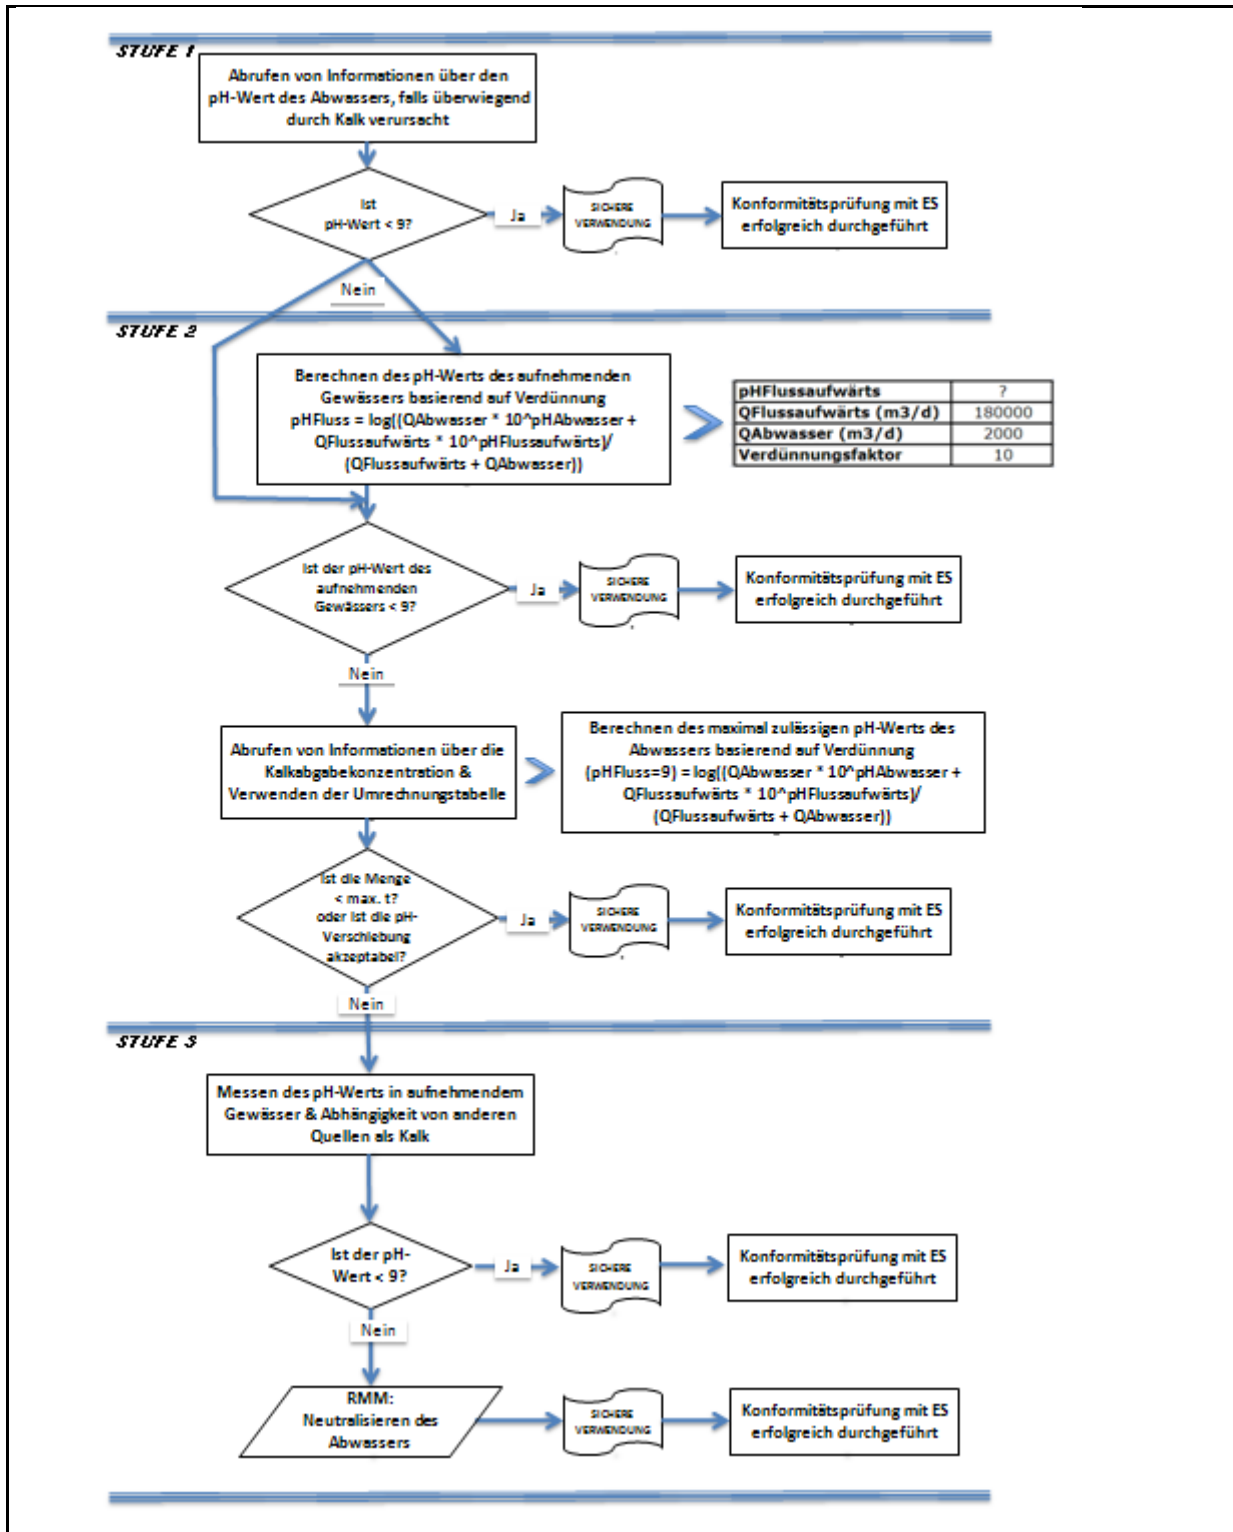 STUFE 1
Abrufen von Informationen über den
pH-Wert des Abwassers, falls überwiegend
durch Kalk verursacht
Ist
pH-Wert < 9?
Ja
SICHERE
VERWENDUNG
Konformitätsprüfung mit ES
erfolgreich durchgeführt
Nein
STUFE 2
Berechnen des pH-Werts des aufnehmenden
Gewässers basierend auf Verdünnung
pHFluss = log((QAbwasser * 10^pHAbwasser +
QFlussaufwärts * 10^pHFlussaufwärts)/
(QFlussaufwärts + QAbwasser))
pHFlussaufwärts ?
QFlussaufwärts (m3/d) 180000
QAbwasser (m3/d) 2000
Verdünnungsfaktor 10
Ist der pH-Wert des
aufnehmenden
Gewässers < 9?
Ja
SICHERE
VERWENDUNG
Konformitätsprüfung mit ES
erfolgreich durchgeführt
Nein
Abrufen von Informationen über die
Kalkabgabekonzentration &
Verwenden der Umrechnungstabelle
Berechnen des maximal zulässigen pH-Werts des
Abwassers basierend auf Verdünnung
(pHFluss=9) = log((QAbwasser * 10^pHAbwasser +
QFlussaufwärts * 10^pHFlussaufwärts)/
(QFlussaufwärts + QAbwasser))
Ist die Menge
< max. t?
oder ist die pH-
Verschiebung
akzeptabel?
Ja
SICHERE
VERWENDUNG
Konformitätsprüfung mit ES
erfolgreich durchgeführt
Nein
STUFE 3
Messen des pH-Werts in aufnehmendem
Gewässer & Abhängigkeit von anderen
Quellen als Kalk
Ist der pH-
Wert < 9?
Ja
SICHERE
VERWENDUNG
Konformitätsprüfung mit ES
erfolgreich durchgeführt
Nein
RMM:
Neutralisieren des
Abwassers
SICHERE
VERWENDUNG
Konformitätsprüfung mit ES
erfolgreich durchgeführt